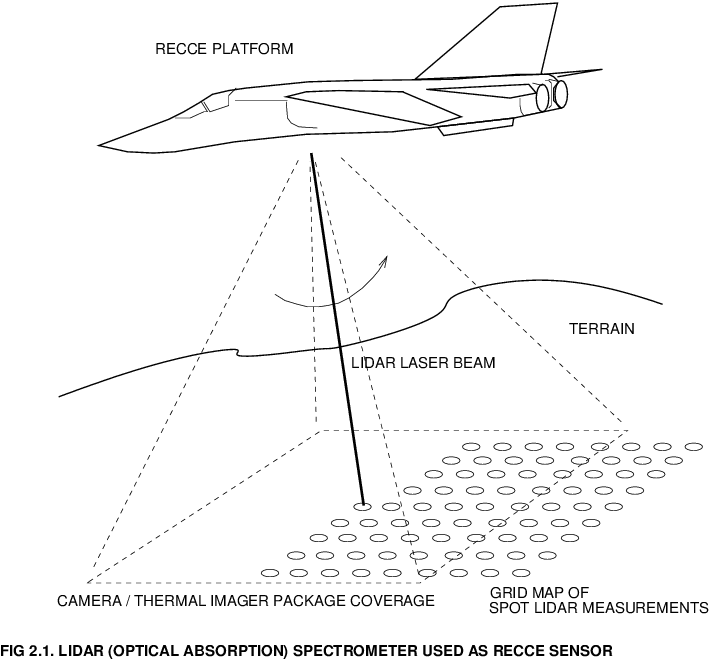 RECCE PLATFORM
TERRAIN
LIDAR LASER BEAM
CAMERA / THERMAL IMAGER PACKAGE COVERAGE
GRID MAP OF
SPOT LIDAR MEASUREMENTS
FIG 2.1. LIDAR (OPTICAL ABSORPTION) SPECTROMETER USED AS RECCE SENSOR